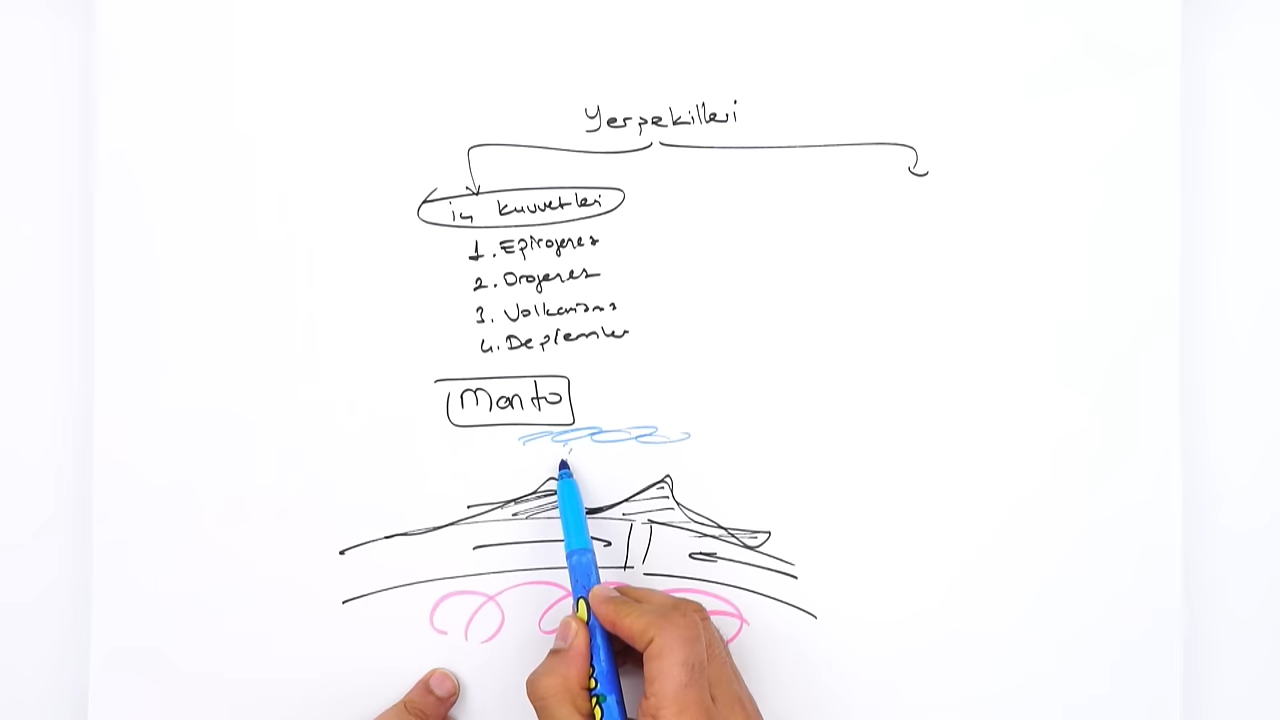 Yerşekilleri
iç kuvvetler
1. Epirojenez
2. Orojenez
3. Volkanizma
4. Depremler
Manto